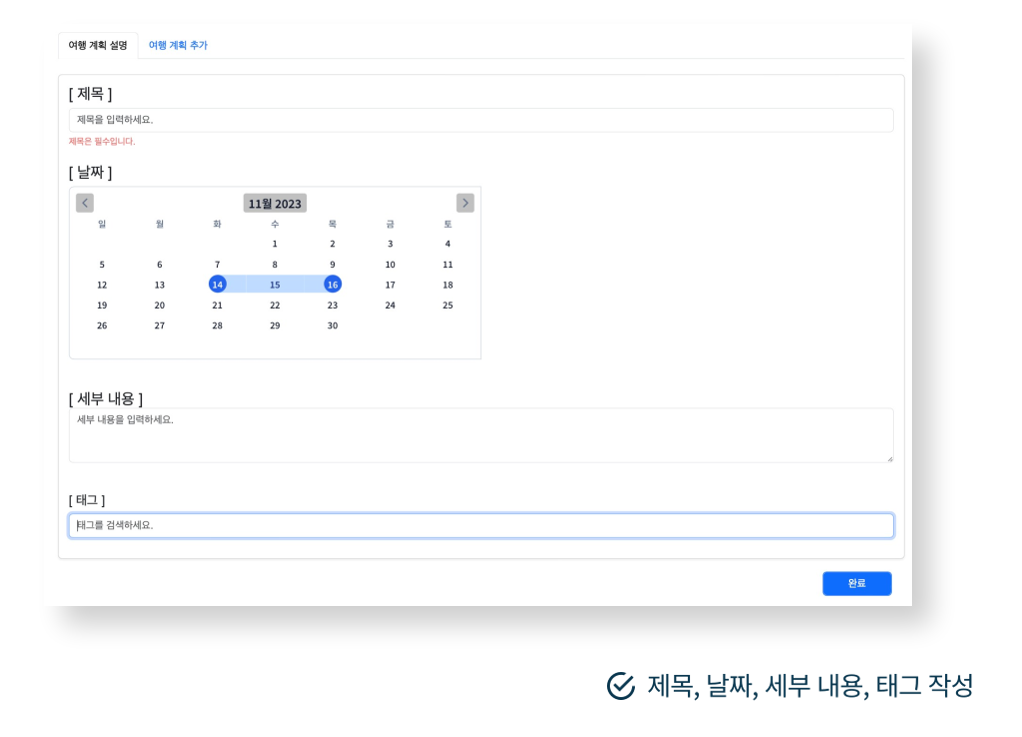 여행 계획 설명 여행 계획 추가
[ 제목 ]
제목을 입력하세요.
제목은 필수입니다.
[ 날짜 ]
11월 2023
일 월 화 수 목 금 토
1 2 3 4
5 6 7 8 9 10 11
12 13 14 15 16 17 18
19 20 21 22 23 24 25
26 27 28 29 30
[ 세부 내용 ]
세부 내용을 입력하세요.
[ 태그 ]
태그를 검색하세요.
완료
제목, 날짜, 세부 내용, 태그 작성